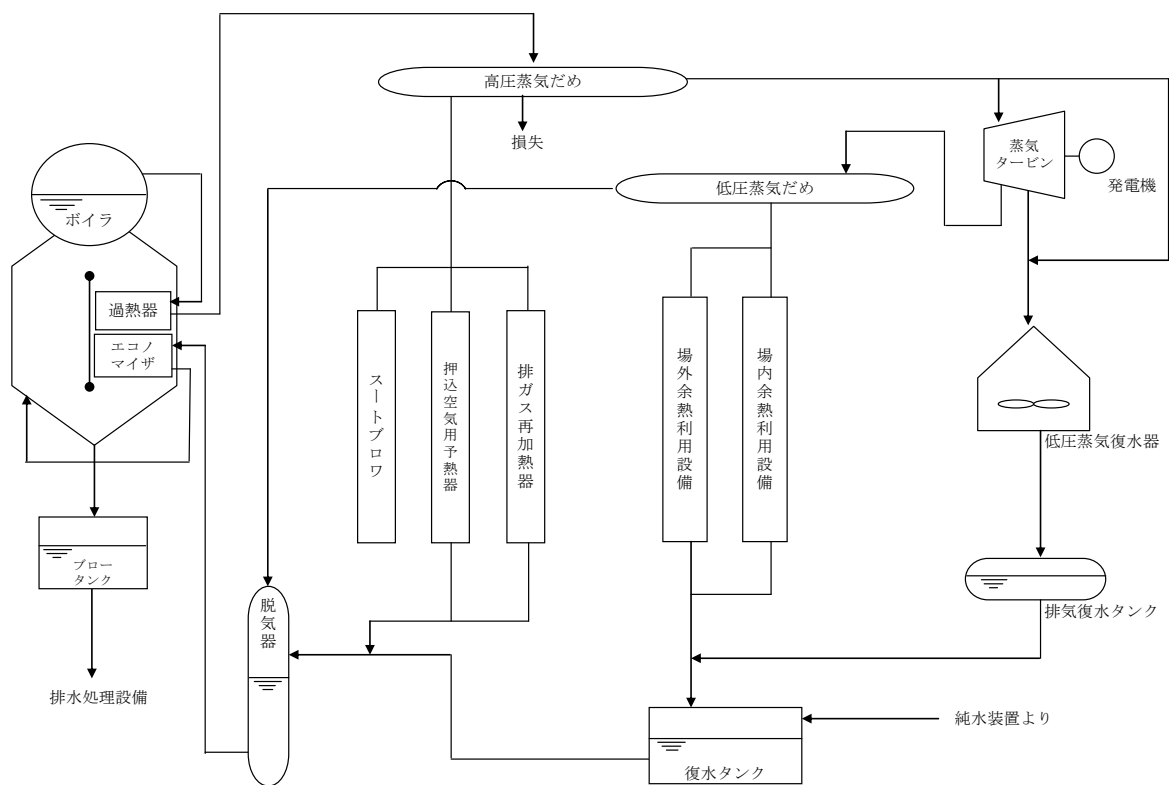 高圧蒸気だめ
損失
蒸気
タービン
発電機
低圧蒸気だめ
ボイラ
過熱器
エコノ
マイザ
スートブロワ
押込空気用予熱器
排ガス再加熱器
場外余熱利用設備
場内余熱利用設備
低圧蒸気復水器
ブロー
タンク
脱気器
排気復水タンク
排水処理設備
純水装置より
復水タンク